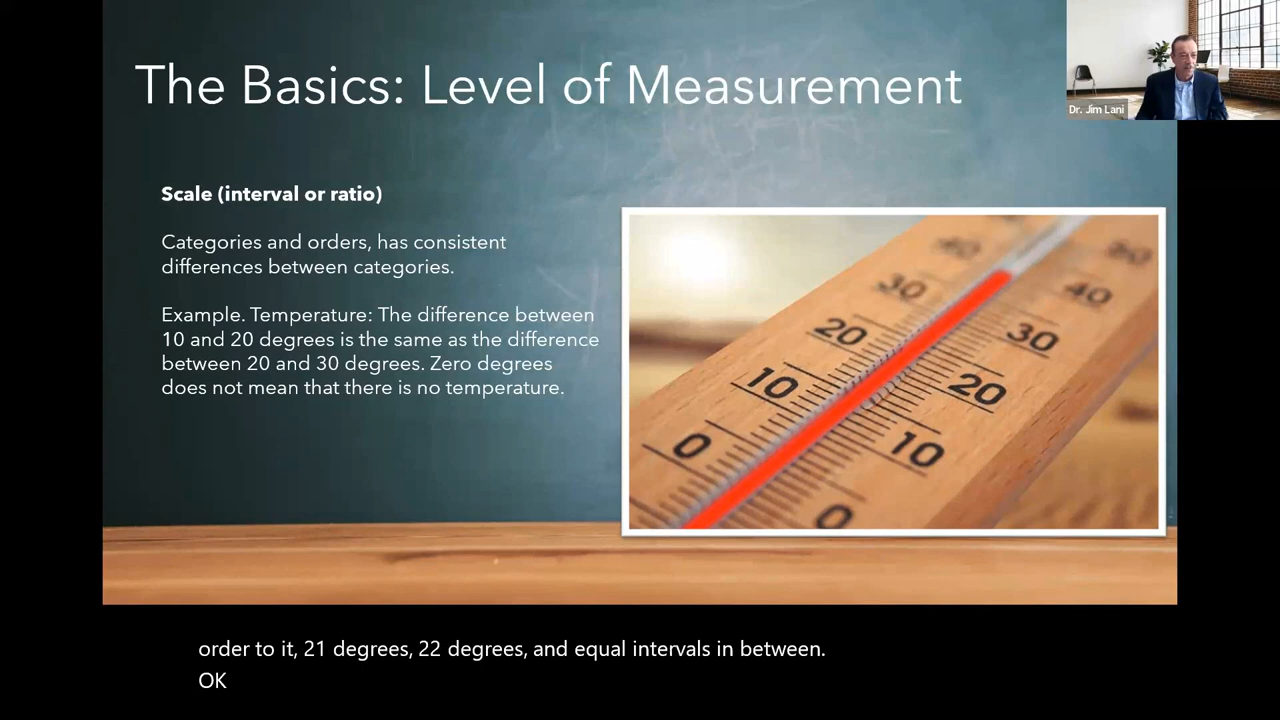 The Basics: Level of Measurement
Dr. Jim Lani
Scale (interval or ratio)
Categories and orders, has consistent
differences between categories.
Example. Temperature: The difference between
10 and 20 degrees is the same as the difference
between 20 and 30 degrees. Zero degrees
does not mean that there is no temperature.
40 50
30 40
20 30
10 20
0 10
0
order to it, 21 degrees, 22 degrees, and equal intervals in between.
OK